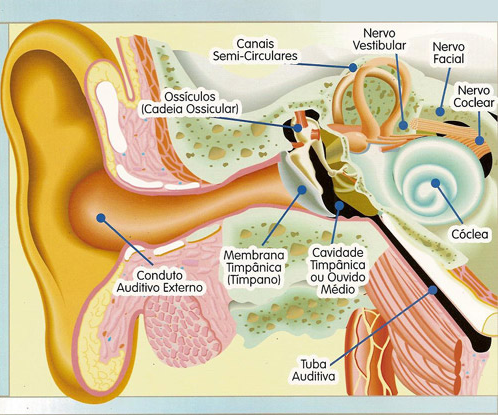 Canais
Semi-Circulares
Nervo
Vestibular
Nervo
Facial
Nervo
Coclear
Ossículos
(Cadeia Ossicular)
Cóclea
Membrana
Timpânica
(Tímpano)
Cavidade
Timpânica
ou Ouvido
Médio
Conduto
Auditivo Externo
Tuba
Auditiva